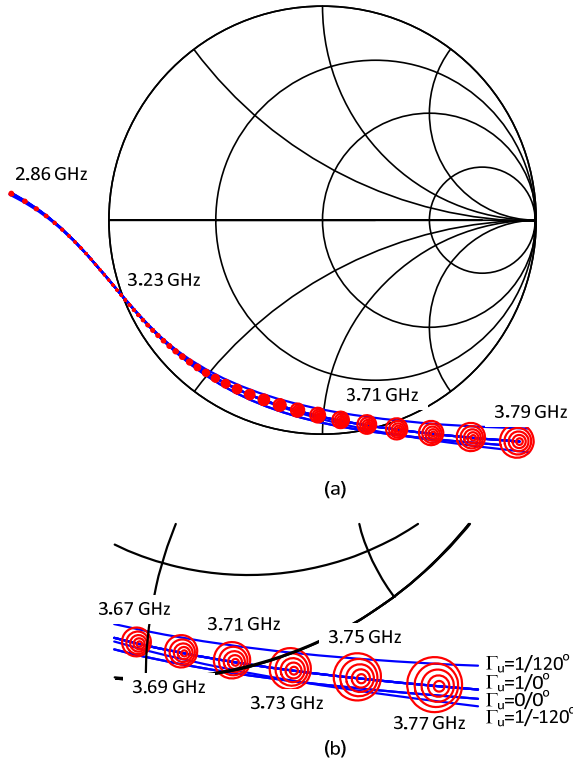 2.86 GHz
3.23 GHz
3.71 GHz
3.79 GHz
(a)
3.67 GHz
3.71 GHz
3.75 GHz
3.69 GHz
3.73 GHz
3.77 GHz
Γu=1/120°
Γu=1/0°
Γu=0/0°
Γu=1/-120°
(b)